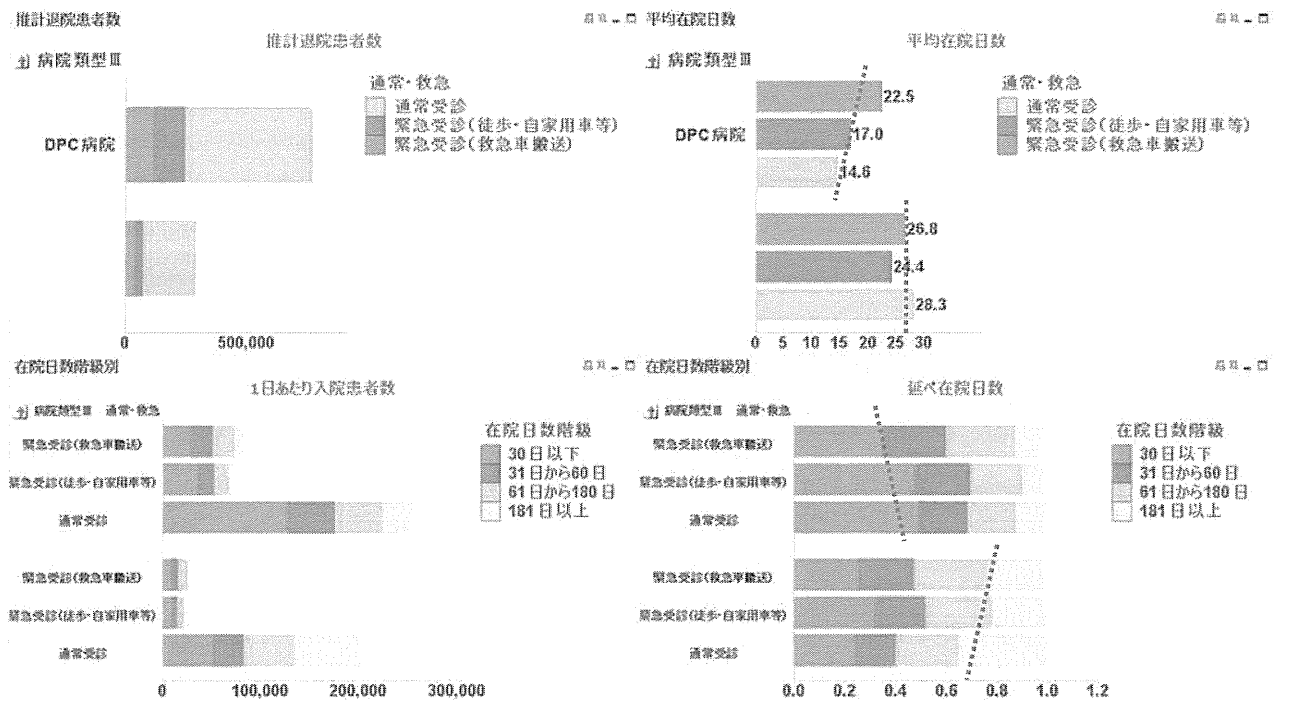 推計退院患者数
推計退院患者数
病院類型Ⅲ
通常・救急
通常受診
緊急受診(徒歩・自家用車等)
緊急受診(救急車搬送)
DPC病院
0
500,000
平均在院日数
平均在院日数
病院類型Ⅲ
通常・救急
通常受診
緊急受診(徒歩・自家用車等)
緊急受診(救急車搬送)
22.5
DPC病院
17.0
14.6
26.8
24.4
28.3
0 5 10 15 20 25 30
在院日数階級別
1日あたり入院患者数
病院類型Ⅲ 通常・救急
在院日数階級
30日以下
31日から60日
61日から180日
181日以上
緊急受診(救急車搬送)
緊急受診(徒歩・自家用車等)
通常受診
緊急受診(救急車搬送)
緊急受診(徒歩・自家用車等)
通常受診
0 100,000 200,000 300,000
在院日数階級別
延べ在院日数
病院類型Ⅲ 通常・救急
在院日数階級
30日以下
31日から60日
61日から180日
181日以上
緊急受診(救急車搬送)
緊急受診(徒歩・自家用車等)
通常受診
緊急受診(救急車搬送)
緊急受診(徒歩・自家用車等)
通常受診
0.0 0.2 0.4 0.6 0.8 1.0 1.2